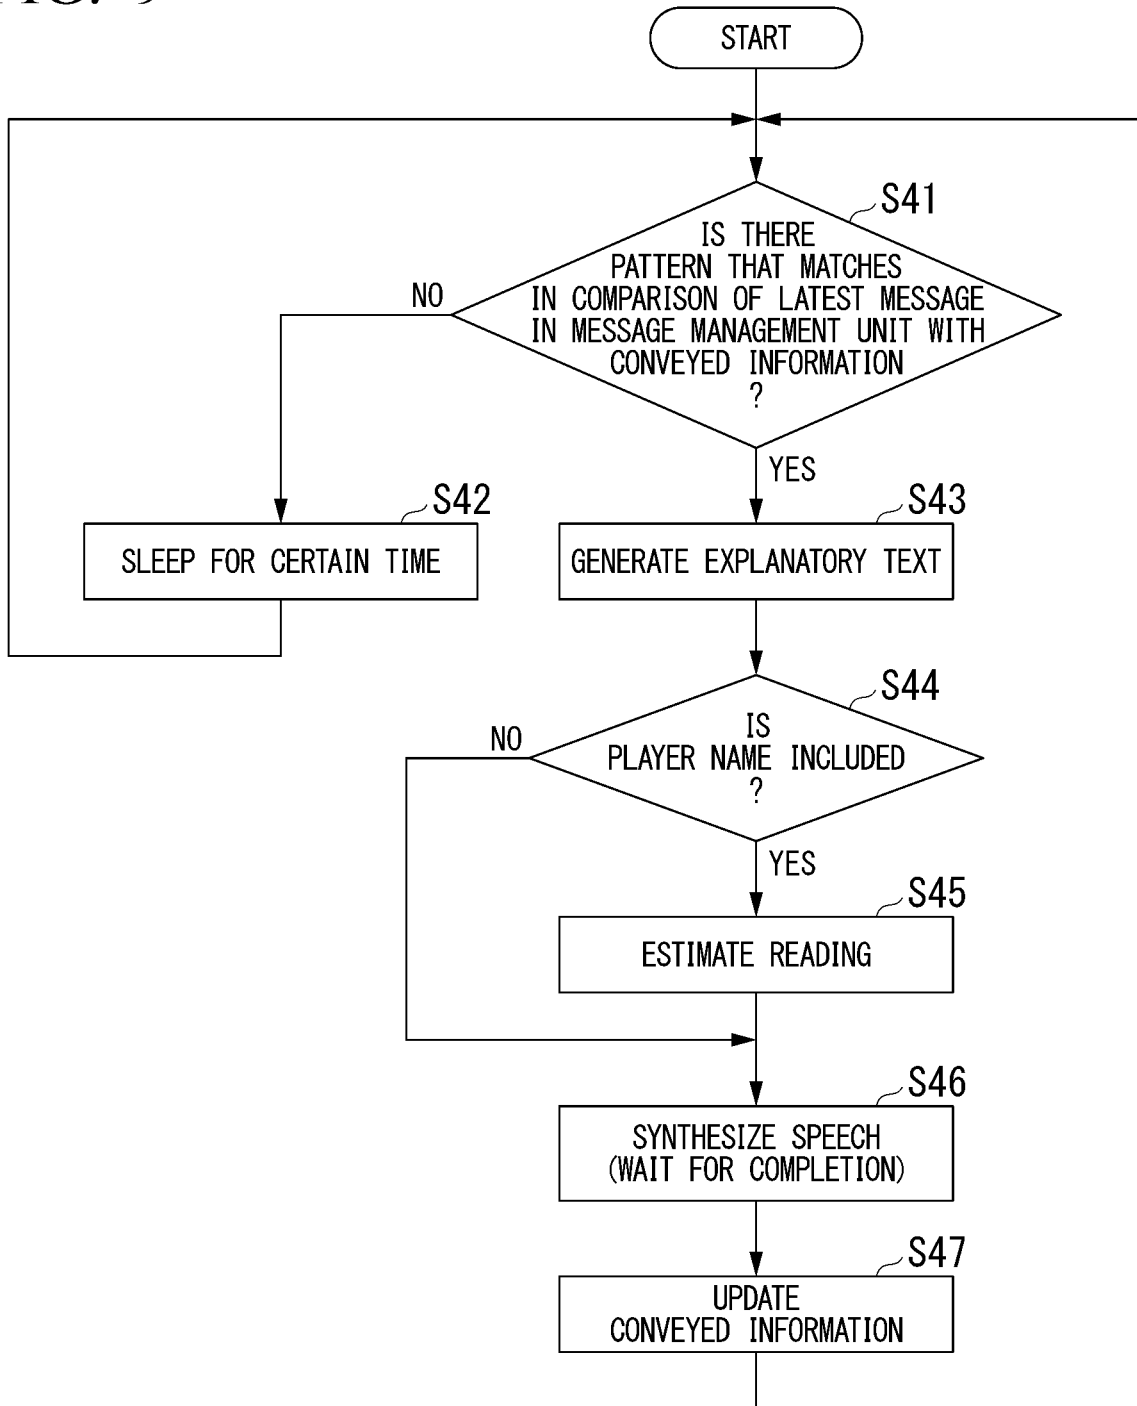 FIG. 9
START
S41
IS THERE
PATTERN THAT MATCHES
IN COMPARISON OF LATEST MESSAGE
IN MESSAGE MANAGEMENT UNIT WITH
CONVEYED INFORMATION
?
NO
YES
S42
SLEEP FOR CERTAIN TIME
S43
GENERATE EXPLANATORY TEXT
S44
IS
PLAYER NAME INCLUDED
?
NO
YES
S45
ESTIMATE READING
S46
SYNTHESIZE SPEECH
(WAIT FOR COMPLETION)
S47
UPDATE
CONVEYED INFORMATION